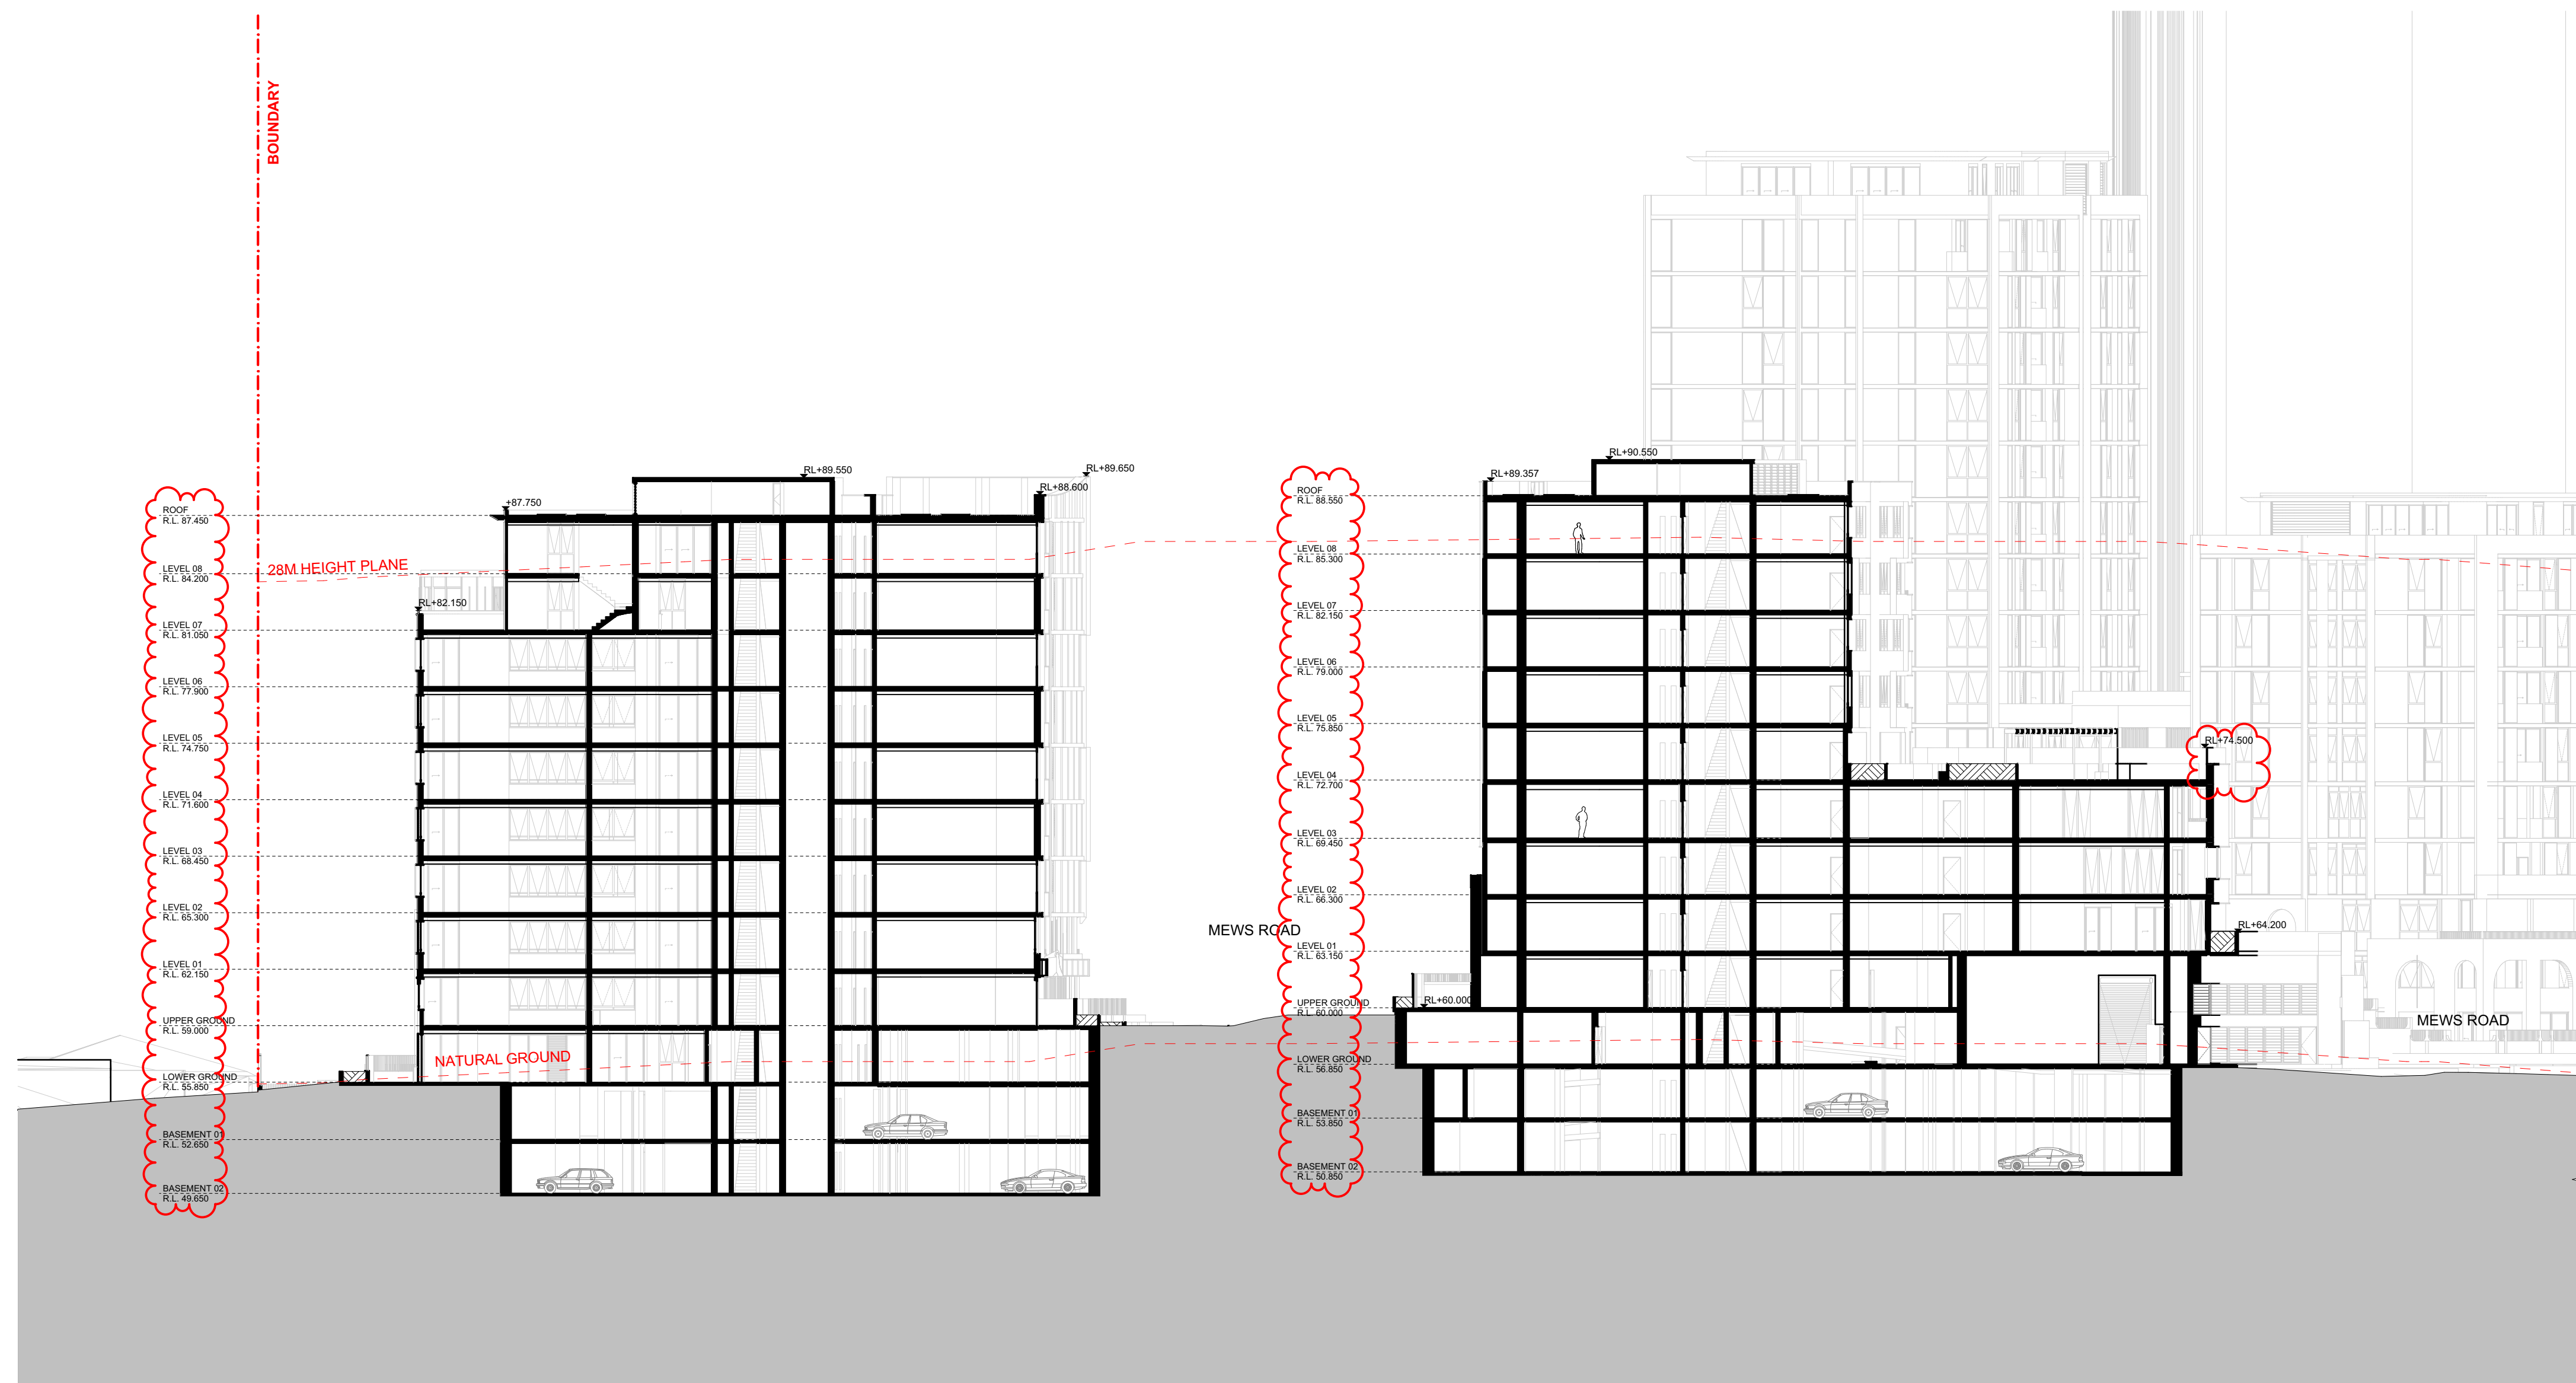 BOUNDARY
RL+89.550
RL+89.650
RL+88.600
+87.750
ROOF
R.L. 87.450
28M HEIGHT PLANE
LEVEL 08
R.L. 84.200
RL+82.150
LEVEL 07
R.L. 81.050
LEVEL 06
R.L. 77.900
LEVEL 05
R.L. 74.750
LEVEL 04
R.L. 71.600
LEVEL 03
R.L. 68.450
LEVEL 02
R.L. 65.300
LEVEL 01
R.L. 62.150
UPPER GROUND
R.L. 59.000
NATURAL GROUND
LOWER GROUND
R.L. 55.850
BASEMENT 01
R.L. 52.650
BASEMENT 02
R.L. 49.650
MEWS ROAD
RL+90.550
RL+89.357
ROOF
R.L. 88.550
LEVEL 08
R.L. 85.300
LEVEL 07
R.L. 82.150
LEVEL 06
R.L. 79.000
LEVEL 05
R.L. 75.850
RL+74.500
LEVEL 04
R.L. 72.700
LEVEL 03
R.L. 69.450
LEVEL 02
R.L. 66.300
RL+64.200
LEVEL 01
R.L. 63.150
UPPER GROUND
R.L. 60.000
RL+60.000
LOWER GROUND
R.L. 56.850
BASEMENT 01
R.L. 53.850
BASEMENT 02
R.L. 50.850
MEWS ROAD